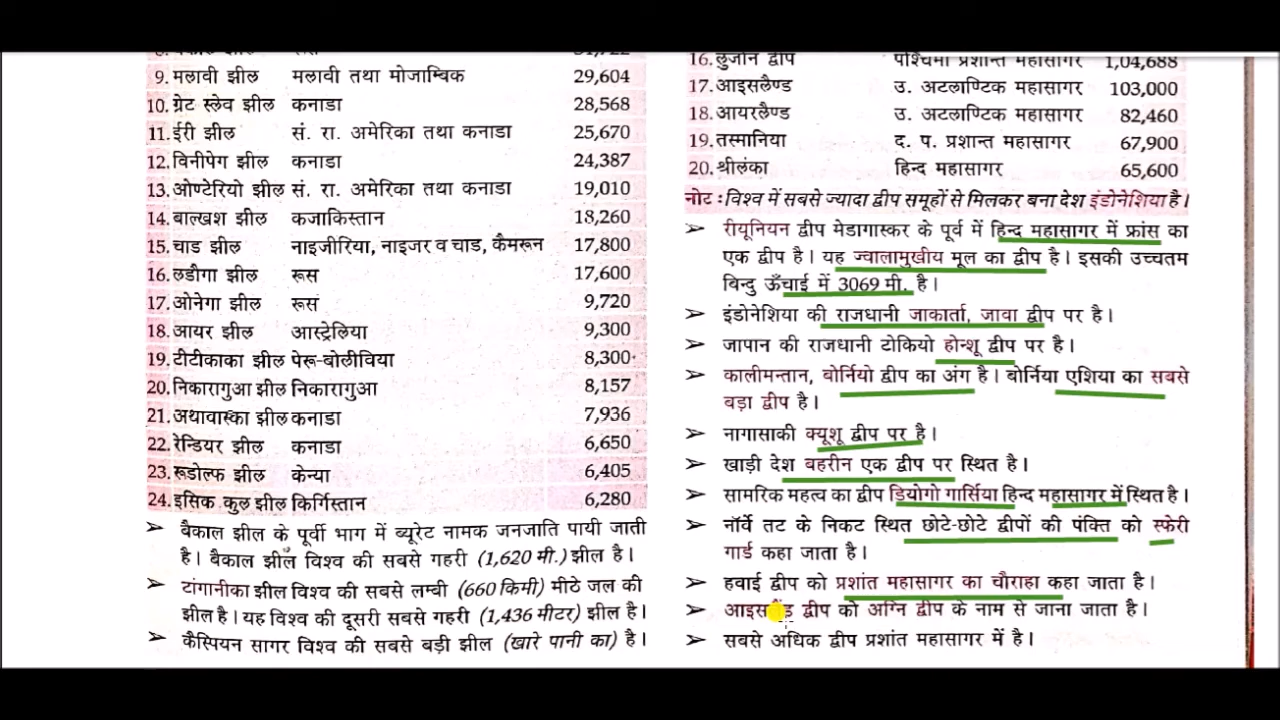 9. मलावी झील मलावी तथा मोजाम्बिक 29,604
10. ग्रेट स्लेव झील कनाडा 28,568
11. ईरी झील सं. रा. अमेरिका तथा कनाडा 25,670
12. विनीपेग झील कनाडा 24,387
13. ओण्टेरियो झील सं. रा. अमेरिका तथा कनाडा 19,010
14. बाल्खश झील कजाकिस्तान 18,260
15. चाड झील नाइजीरिया, नाइजर व चाड, कैमरून 17,800
16. लडीगा झील रूस 17,600
17. ओनेगा झील रूस 9,720
18. आयर झील आस्ट्रेलिया 9,300
19. टीटीकाका झील पेरू-बोलीविया 8,300
20. निकारागुआ झील निकारागुआ 8,157
21. अथावास्का झील कनाडा 7,936
22. रेन्डियर झील कनाडा 6,650
23. रूडोल्फ झील केन्या 6,405
24. इसिक कुल झील किर्गिस्तान 6,280
➢ बैकाल झील के पूर्वी भाग में ब्यूरेट नामक जनजाति पायी जाती
है। बैकाल झील विश्व की सबसे गहरी (1,620 मी.) झील है।
➢ टांगानीका झील विश्व की सबसे लम्बी (660 किमी) मीठे जल की
झील है। यह विश्व की दूसरी सबसे गहरी (1,436 मीटर) झील है।
➢ कैस्पियन सागर विश्व की सबसे बड़ी झील (खारे पानी का) है।
16. लुजोन द्वीप पश्चिमी प्रशान्त महासागर 1,04,688
17. आइसलैण्ड उ. अटलाण्टिक महासागर 103,000
18. आयरलैण्ड उ. अटलाण्टिक महासागर 82,460
19. तस्मानिया द. प. प्रशान्त महासागर 67,900
20. श्रीलंका हिन्द महासागर 65,600
नोट : विश्व में सबसे ज्यादा द्वीप समूहों से मिलकर बना देश इंडोनेशिया है।
➢ रीयूनियन द्वीप मेडागास्कर के पूर्व में हिन्द महासागर में फ्रांस का
एक द्वीप है। यह ज्वालामुखीय मूल का द्वीप है। इसकी उच्चतम
बिन्दु ऊँचाई में 3069 मी. है।
➢ इंडोनेशिया की राजधानी जाकार्ता, जावा द्वीप पर है।
➢ जापान की राजधानी टोकियो होन्शू द्वीप पर है।
➢ कालीमन्तान, बोर्नियो द्वीप का अंग है। बोर्निया एशिया का सबसे
बड़ा द्वीप है।
➢ नागासाकी क्यूशू द्वीप पर है।
➢ खाड़ी देश बहरीन एक द्वीप पर स्थित है।
➢ सामरिक महत्व का द्वीप डियोगो गार्सिया हिन्द महासागर में स्थित है।
➢ नॉर्वे तट के निकट स्थित छोटे-छोटे द्वीपों की पंक्ति को स्फेरी
गार्ड कहा जाता है।
➢ हवाई द्वीप को प्रशांत महासागर का चौराहा कहा जाता है।
➢ द्वीप को अग्नि द्वीप के नाम से जाना जाता है।
➢ सबसे अधिक द्वीप प्रशांत महासागर में है।